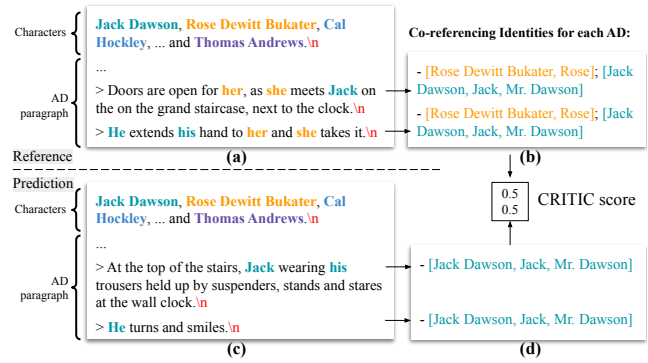 Characters
Jack Dawson, Rose Dewitt Bukater, Cal
Hockley, ... and Thomas Andrews.\n
...
AD
paragraph
> Doors are open for her, as she meets Jack on
the on the grand staircase, next to the clock.\n
> He extends his hand to her and she takes it.\n
(a)
Co-referencing Identities for each AD:
- [Rose Dewitt Bukater, Rose]; [Jack
Dawson, Jack, Mr. Dawson]
- [Rose Dewitt Bukater, Rose]; [Jack
Dawson, Jack, Mr. Dawson]
(b)
Reference
Prediction
0.5
0.5
CRITIC score
Characters
Jack Dawson, Rose Dewitt Bukater, Cal
Hockley, ... and Thomas Andrews.\n
...
AD
paragraph
> At the top of the stairs, Jack wearing his
trousers held up by suspenders, stands and stares
at the wall clock.\n
> He turns and smiles.\n
(c)
- [Jack Dawson, Jack, Mr. Dawson]
- [Jack Dawson, Jack, Mr. Dawson]
(d)